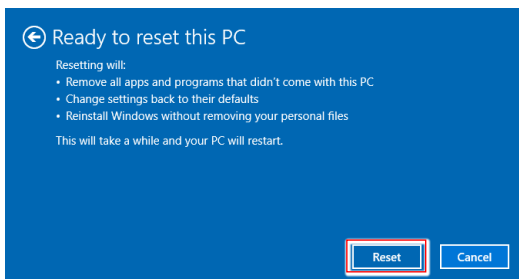 Ready to reset this PC
Resetting will:
• Remove all apps and programs that didn't come with this PC
• Change settings back to their defaults
• Reinstall Windows without removing your personal files
This will take a while and your PC will restart.
Reset Cancel